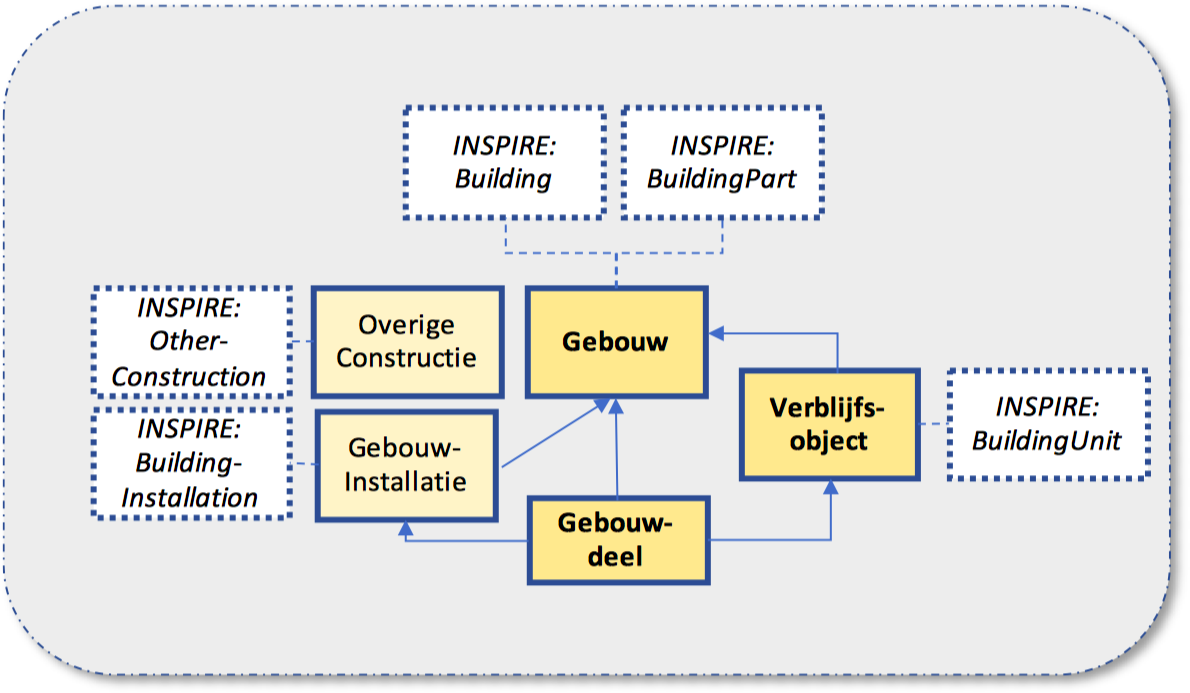 INSPIRE:
Building
INSPIRE:
BuildingPart
INSPIRE:
Other-
Construction
Overige
Constructie
Gebouw
INSPIRE:
Building-
Installation
Gebouw-
Installatie
Verblijfs-
object
INSPIRE:
BuildingUnit
Gebouw-
deel